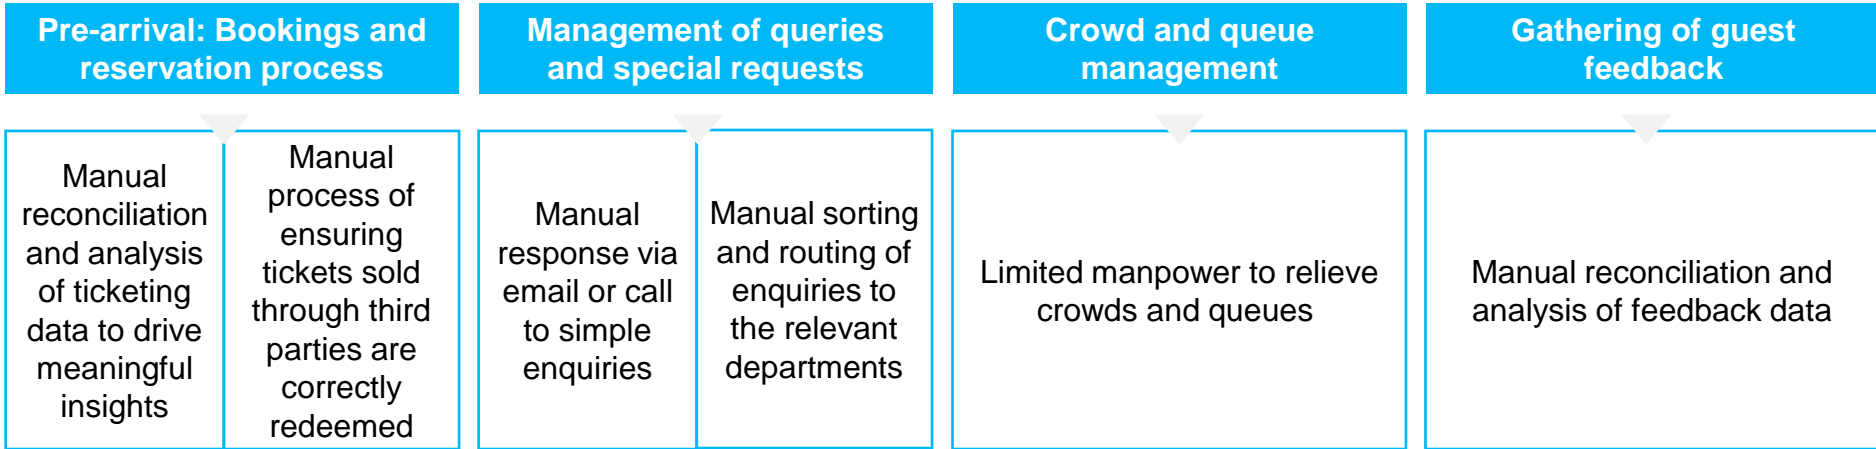 Pre-arrival: Bookings and
reservation process
Management of queries
and special requests
Crowd and queue
management
Gathering of guest
feedback
Manual
reconciliation
and analysis
of ticketing
data to drive
meaningful
insights
Manual
process of
ensuring
tickets sold
through third
parties are
correctly
redeemed
Manual
response via
email or call
to simple
enquiries
Manual sorting
and routing of
enquiries to
the relevant
departments
Limited manpower to relieve
crowds and queues
Manual reconciliation and
analysis of feedback data